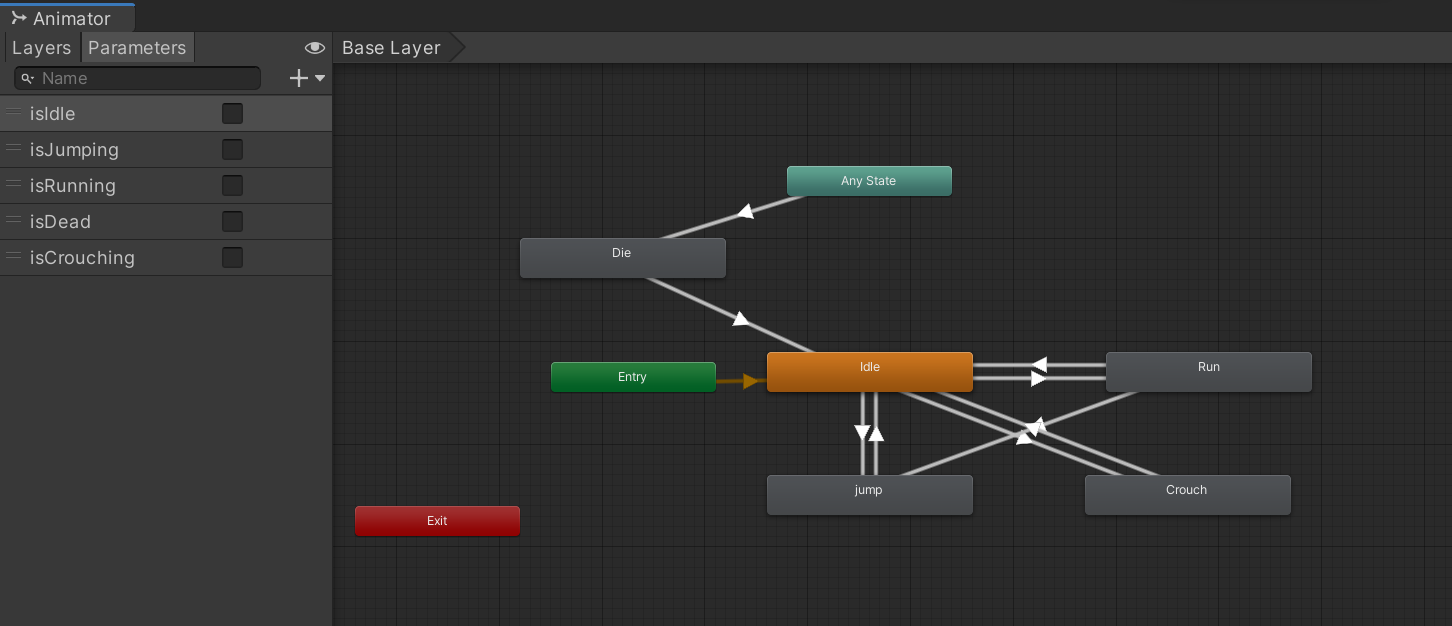 Animator
Layers Parameters
Base Layer
Name
isIdle
isJumping
isRunning
isDead
isCrouching
Any State
Die
Idle
Run
Entry
jump
Crouch
Exit